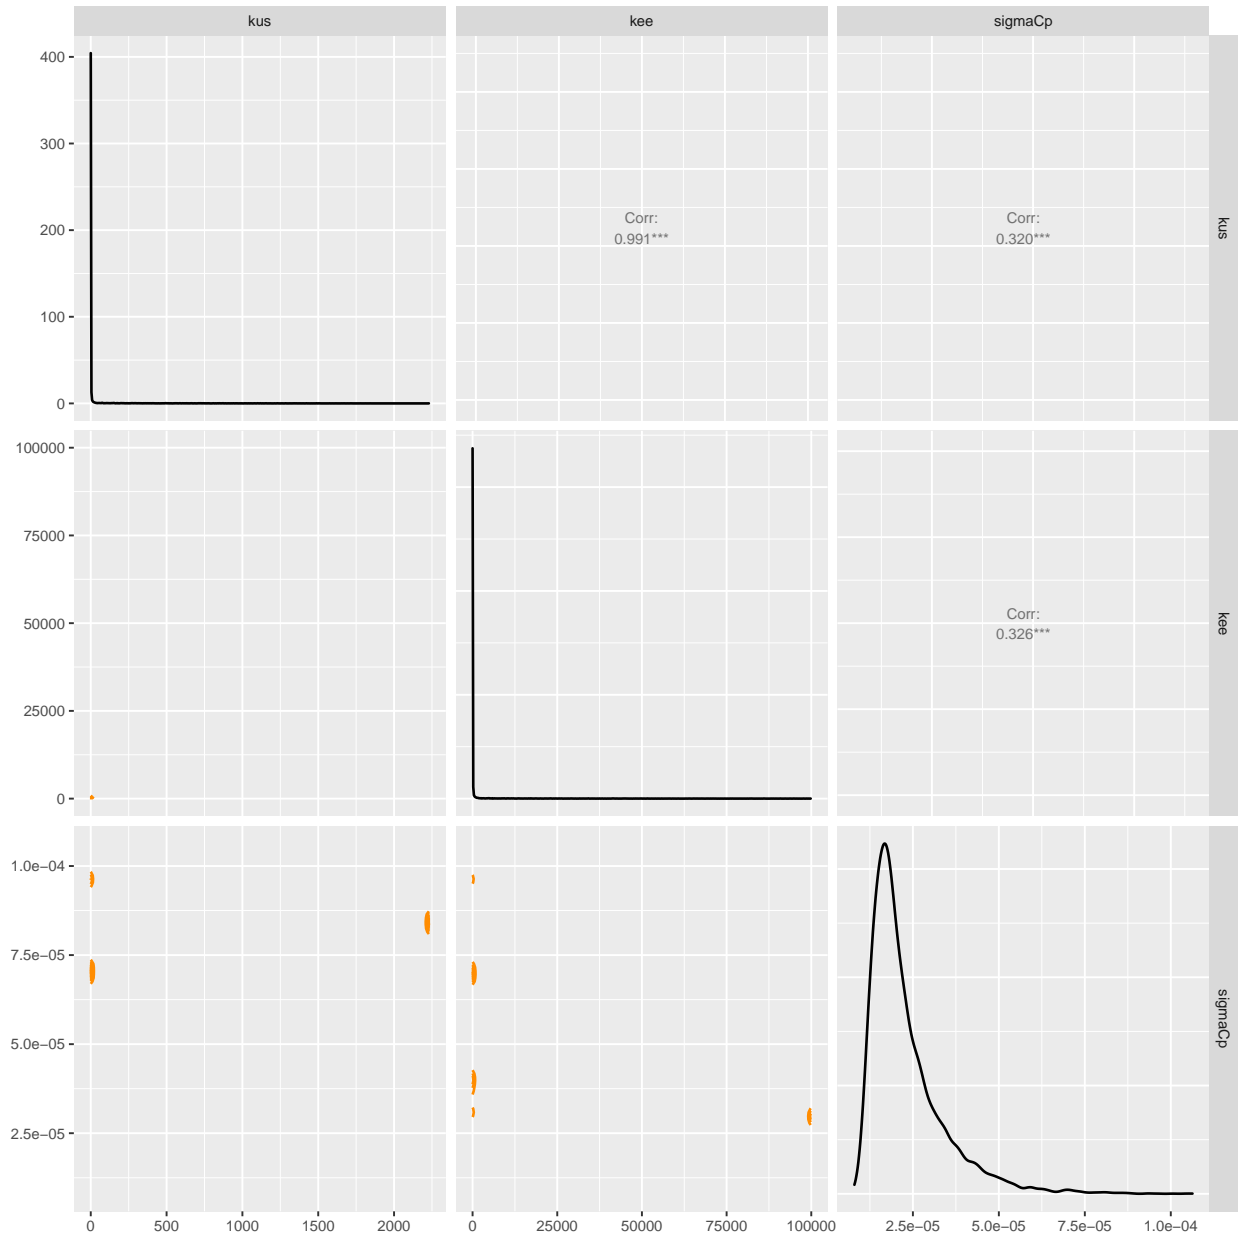 kus kee sigmaCp
400
300
200
100
0
Corr:
0.991***
Corr:
0.320***
kus
100000
75000
50000
25000
0
Corr:
0.326***
kee
1.0e−04
7.5e−05
5.0e−05
2.5e−05
sigmaCp
0 500 1000 1500 2000 0 25000 50000 75000 100000 2.5e−05 5.0e−05 7.5e−05 1.0e−04